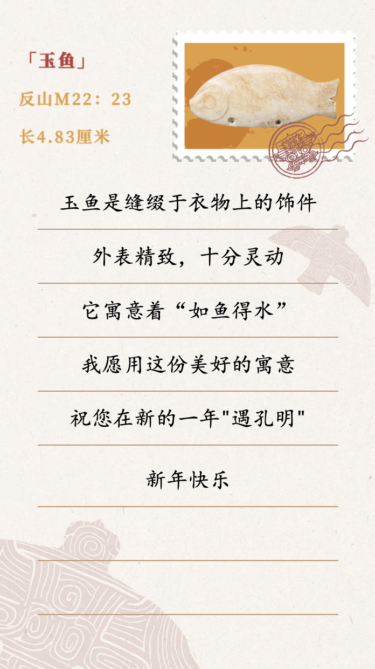 「玉鱼」
反山M22：23
长4.83厘米
玉鱼是缝缀于衣物上的饰件
外表精致，十分灵动
它寓意着“如鱼得水”
我愿用这份美好的寓意
祝您在新的一年"遇孔明"
新年快乐